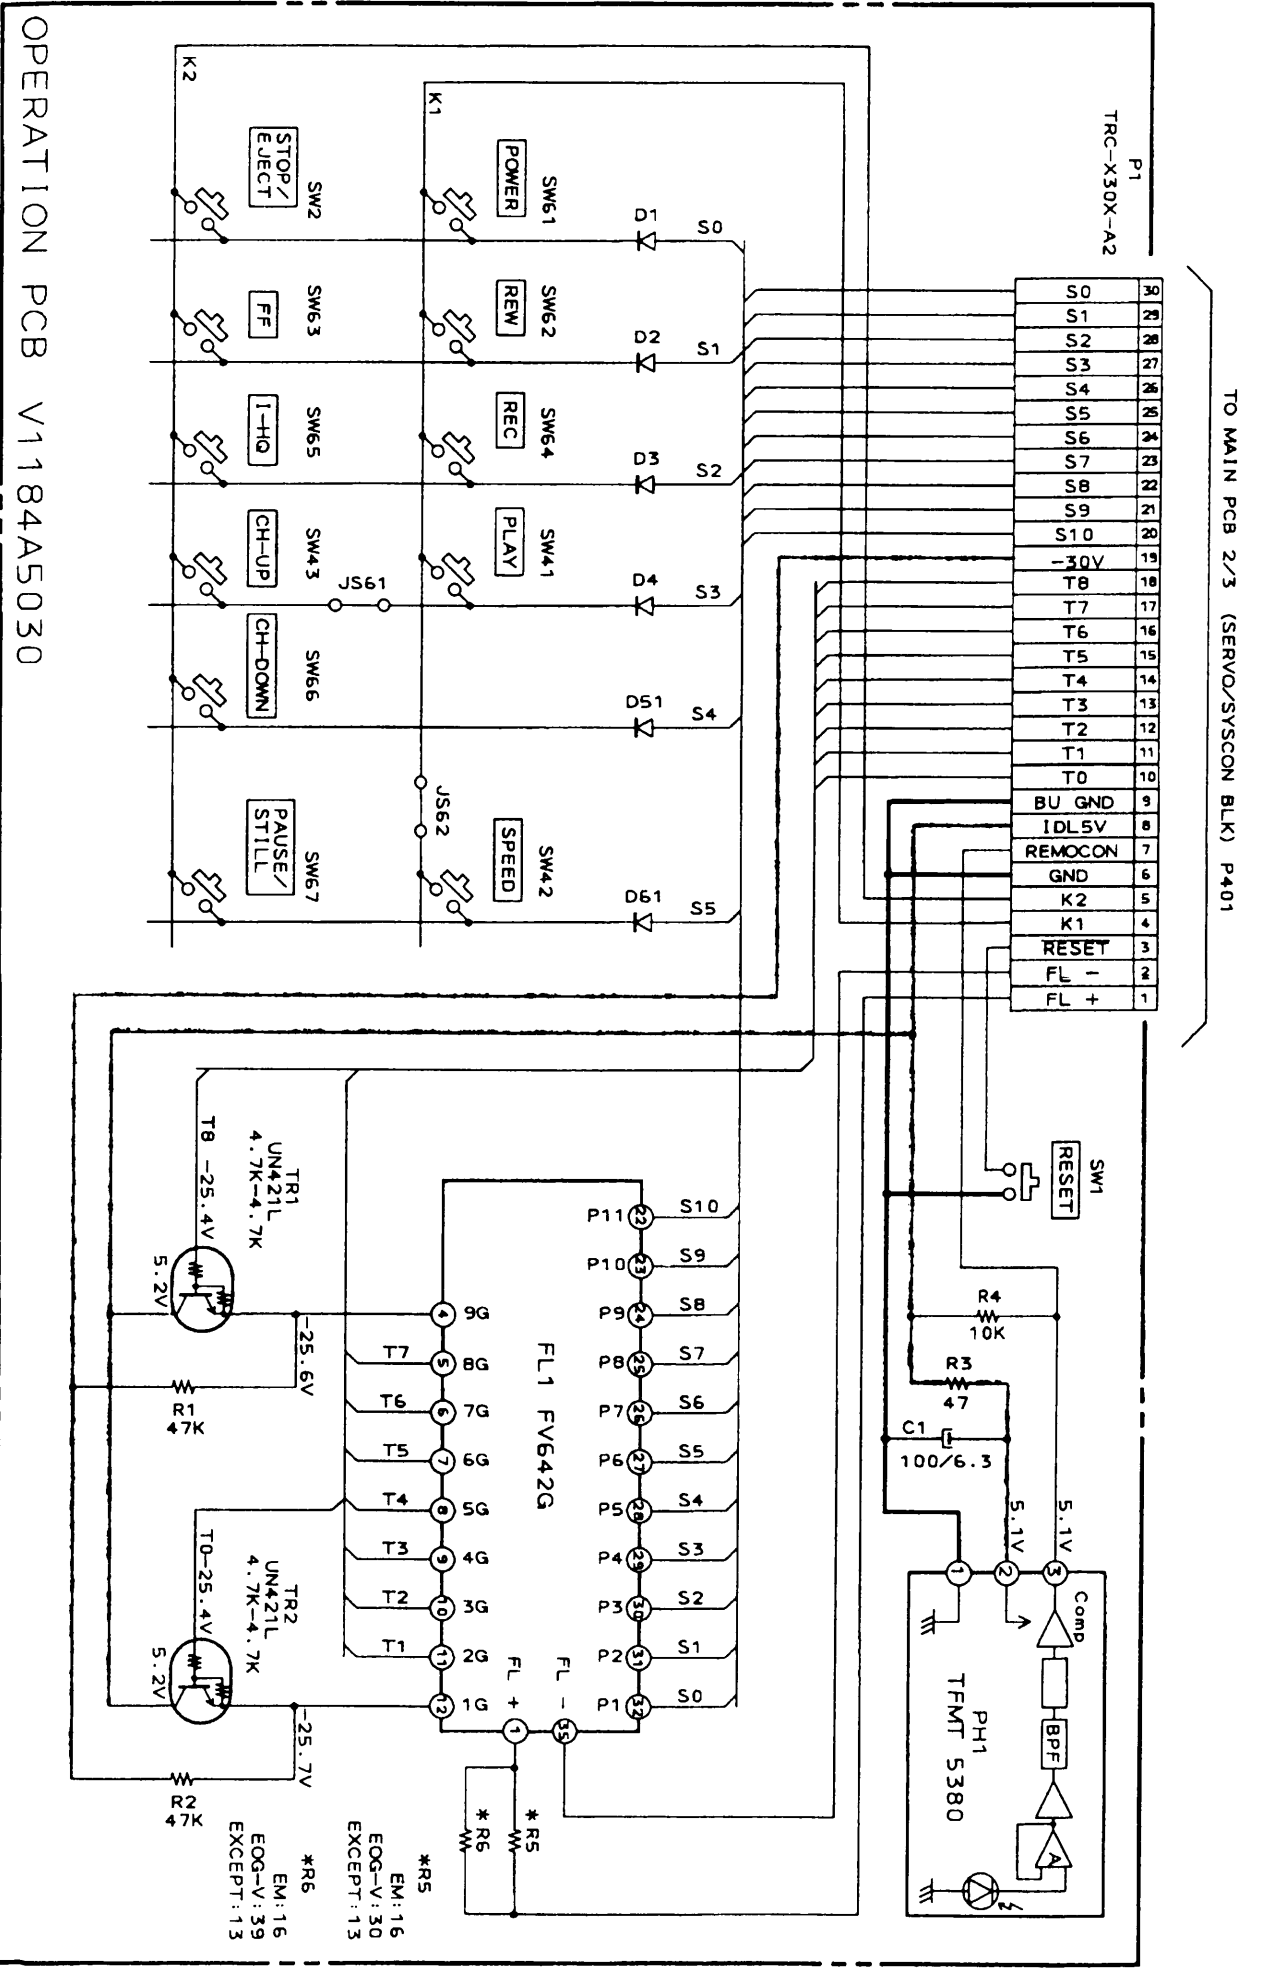 TO MAIN PCB 2/3 (SERVO/SYSCON BLK) P401
P1
TRC-X30X-A2
S0 30
S1 29
S2 28
S3 27
S4 26
S5 25
S6 24
S7 23
S8 22
S9 21
S10 20
-30V 19
T8 18
T7 17
T6 16
T5 15
T4 14
T3 13
T2 12
T1 11
T0 10
BU GND 9
IDL5V 8
REMOCON 7
GND 6
K2 5
K1 4
RESET 3
FL - 2
FL + 1
K2
K1
SW61
POWER
SW2
STOP/
EJECT
D1
S0
SW62
REW
SW63
FF
D2
S1
SW64
REC
SW65
I-HQ
D3
S2
SW41
PLAY
SW43
CH-UP
JS61
D4
S3
SW66
CH-DOWN
D51
S4
JS62
SW42
SPEED
SW67
PAUSE/
STILL
D61
S5
SW1
RESET
R4
10K
R3
47
C1
100/6.3
5.1V
5.1V
1
2
3
Comp
BPF
A
PH1
TFMT 5380
TR1
UN421L
4.7K-4.7K
T8 -25.4V
5.2V
-25.6V
R1
47K
TR2
UN421L
4.7K-4.7K
T0-25.4V
5.2V
-25.7V
R2
47K
FL1 FV642G
P11 22 S10
P10 23 S9
P9 24 S8
P8 25 S7
P7 26 S6
P6 27 S5
P5 28 S4
P4 29 S3
P3 30 S2
P2 31 S1
P1 32 S0
4 9G
T7 5 8G
T6 6 7G
T5 7 6G
T4 8 5G
T3 9 4G
T2 10 3G
T1 11 2G
12 1G
FL + 1
FL - 35
*R5
*R6
*R5
EM:16
EOG-V:30
EXCEPT:13
*R6
EM:16
EOG-V:39
EXCEPT:13
OPERATION PCB V1184A5030